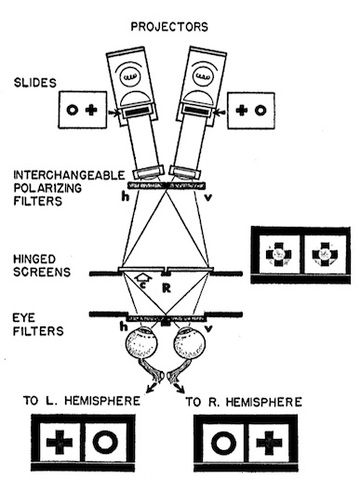 PROJECTORS
SLIDES
INTERCHANGEABLE
POLARIZING
FILTERS
h
v
HINGED
SCREENS
c
R
EYE
FILTERS
h
v
TO L. HEMISPHERE
TO R. HEMISPHERE